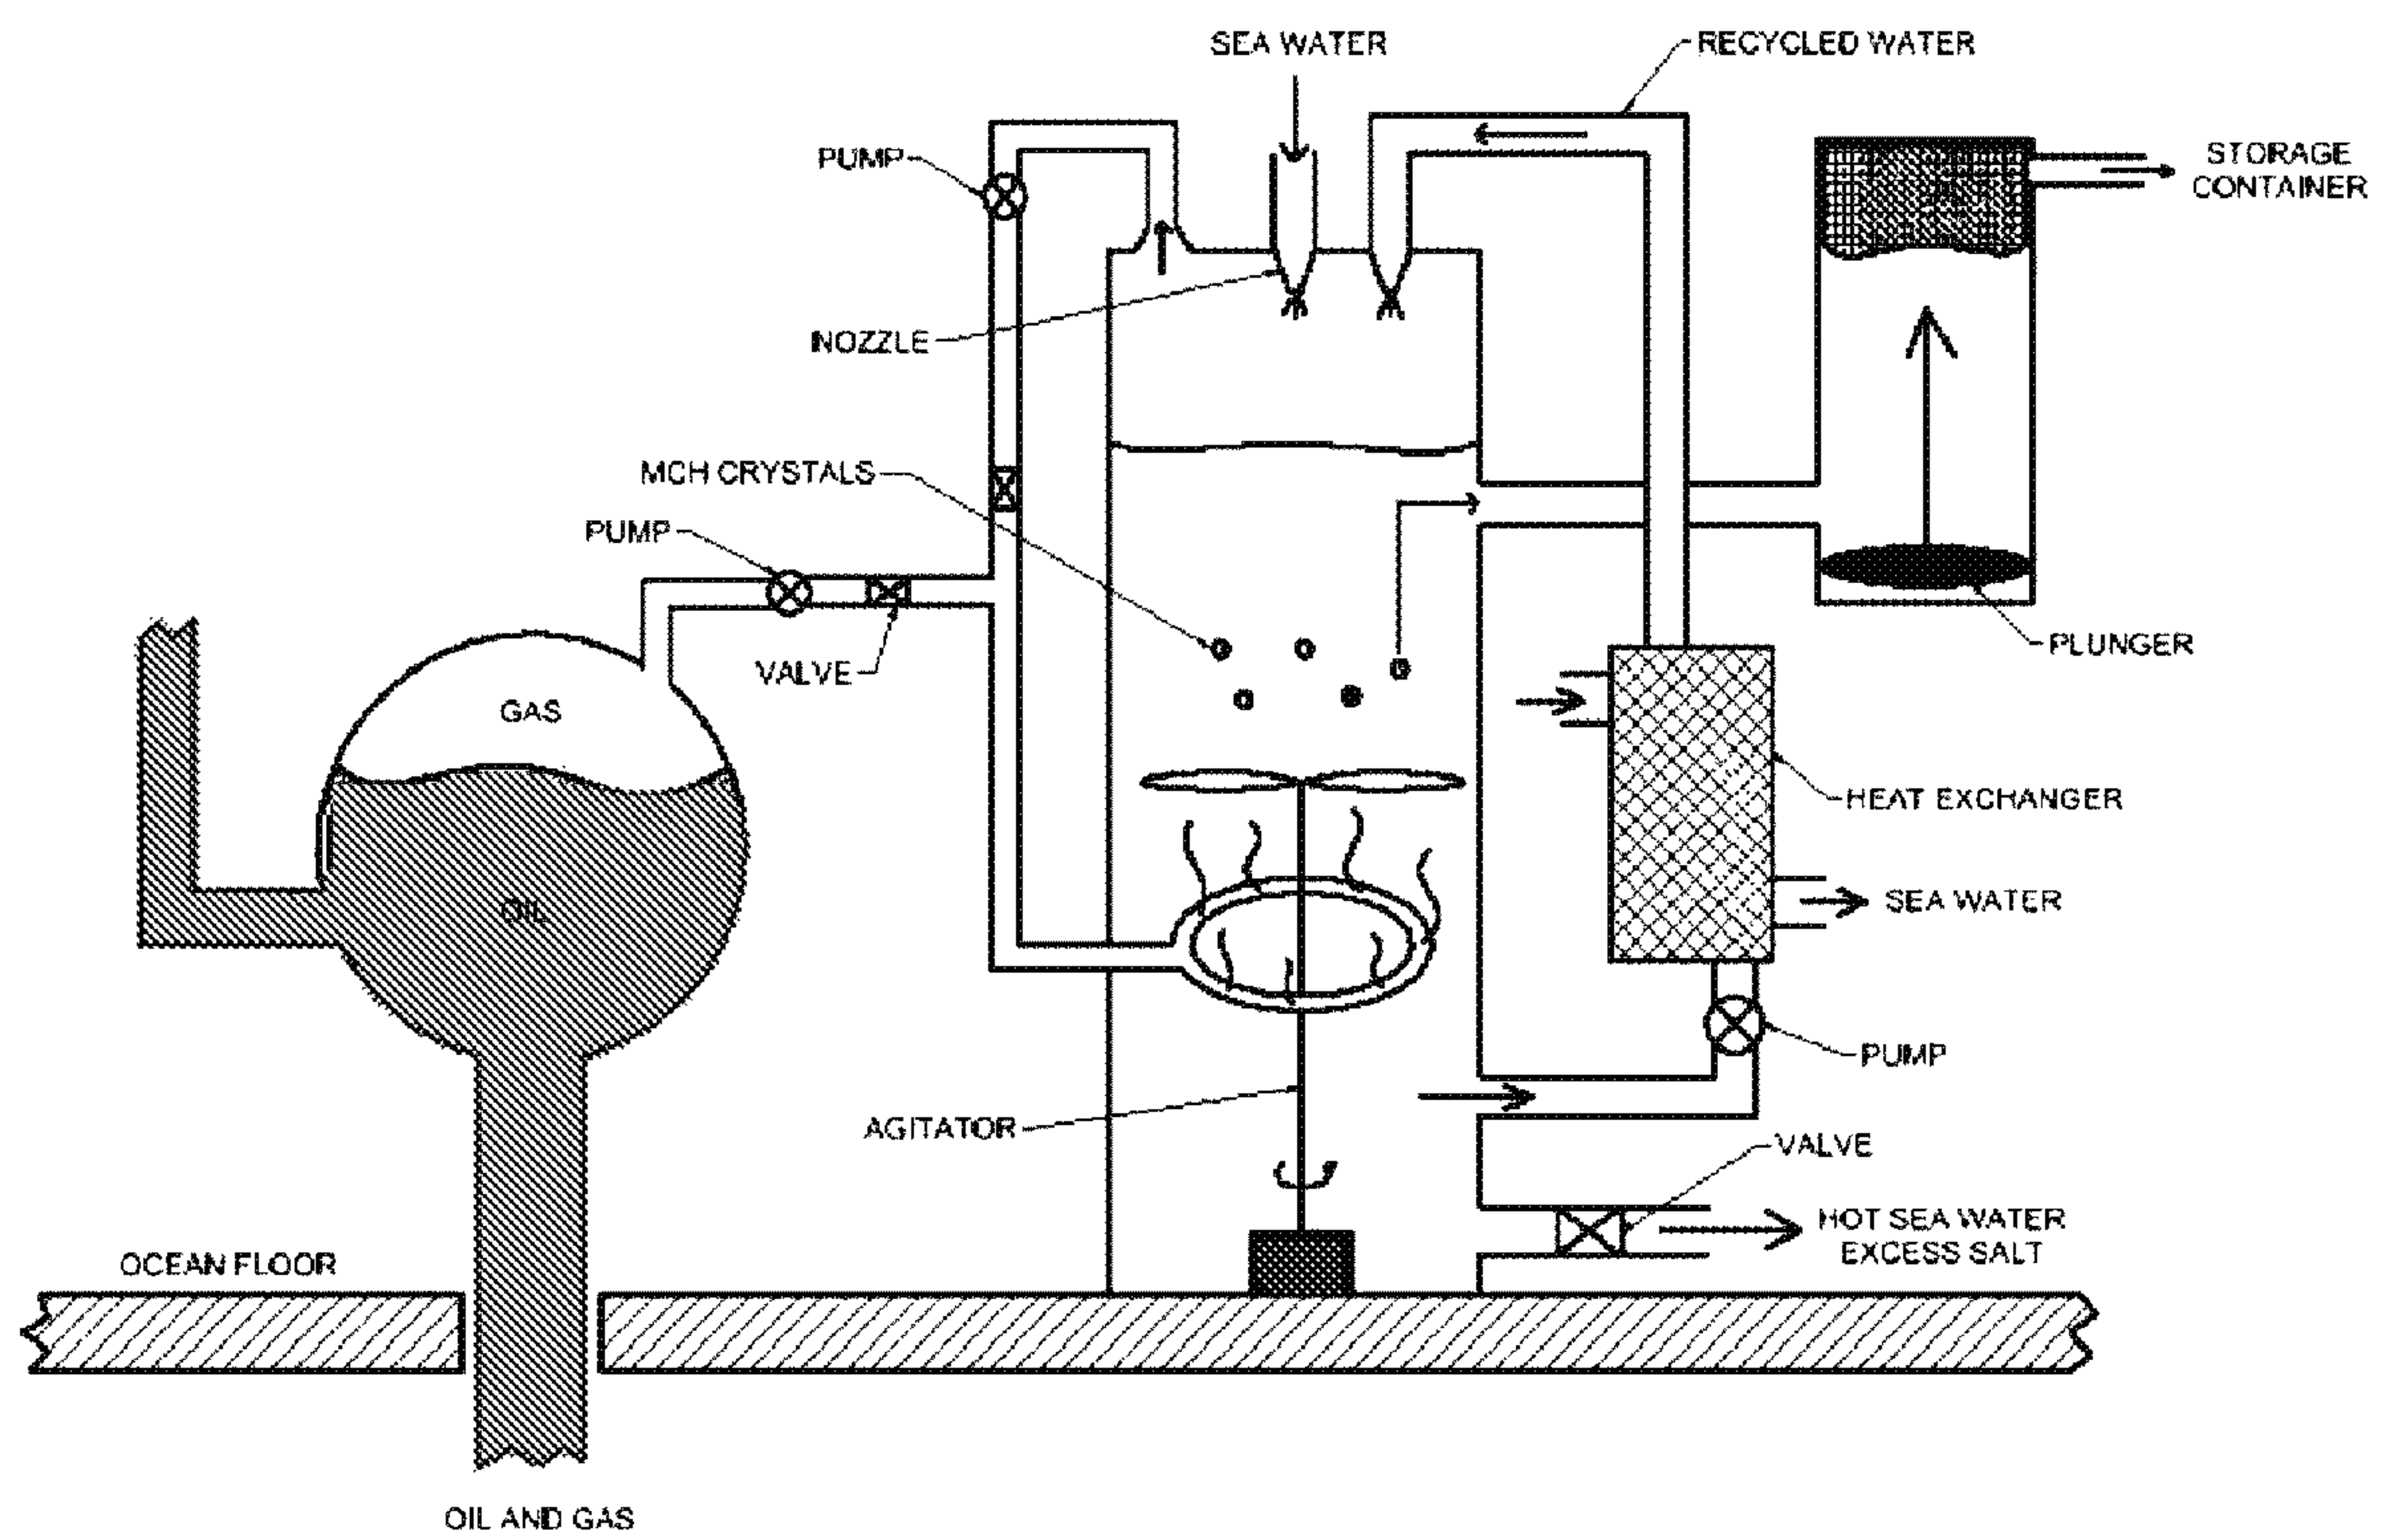 SEA WATER
RECYCLED WATER
PUMP
STORAGE
CONTAINER
NOZZLE
MCH CRYSTALS
PUMP
VALVE
PLUNGER
GAS
HEAT EXCHANGER
OIL
SEA WATER
PUMP
AGITATOR
VALVE
HOT SEA WATER
EXCESS SALT
OCEAN FLOOR
OIL AND GAS